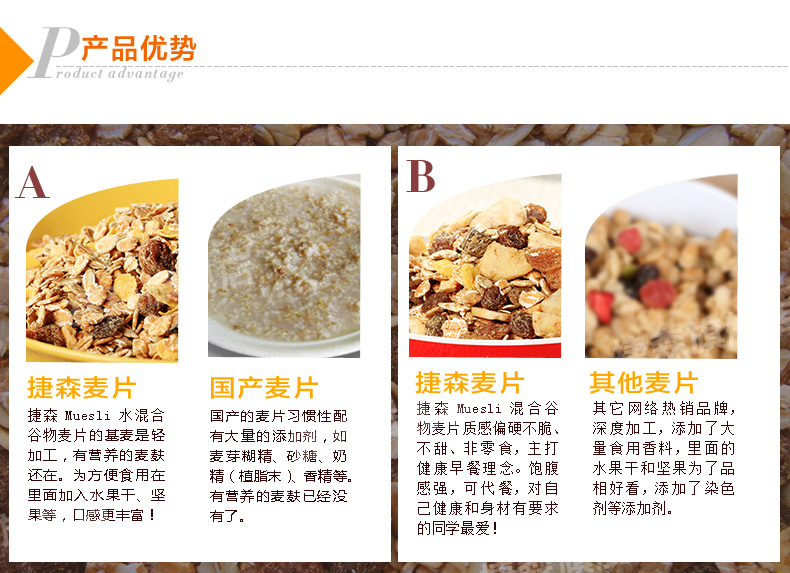 产品优势
Product advantage
A
捷森麦片
捷森 Muesli 水混合
谷物麦片的基麦是轻
加工，有营养的麦麸
还在。为方便食用在
里面加入水果干、坚
果等，口感更丰富！
国产麦片
国产的麦片习惯性配
有大量的添加剂，如
麦芽糊精、砂糖、奶
精（植脂末）、香精等。
有营养的麦麸已经没
有了。
B
捷森麦片
捷森 Muesli 混合谷
物麦片质感偏硬不脆、
不甜、非零食，主打
健康早餐理念。饱腹
感强，可代餐，对自
己健康和身材有要求
的同学最爱！
其他麦片
其它网络热销品牌，
深度加工，添加了大
量食用香料，里面的
水果干和坚果为了品
相好看，添加了染色
剂等添加剂。